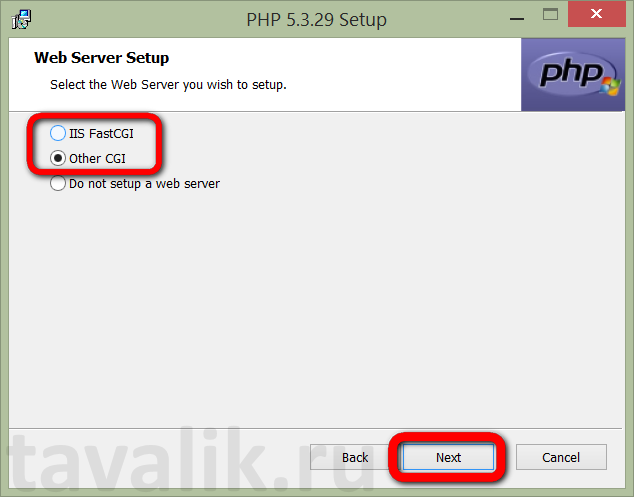 PHP 5.3.29 Setup
Web Server Setup
Select the Web Server you wish to setup.
php
IIS FastCGI
Other CGI
Do not setup a web server
tavalik.ru
Back
Next
Cancel